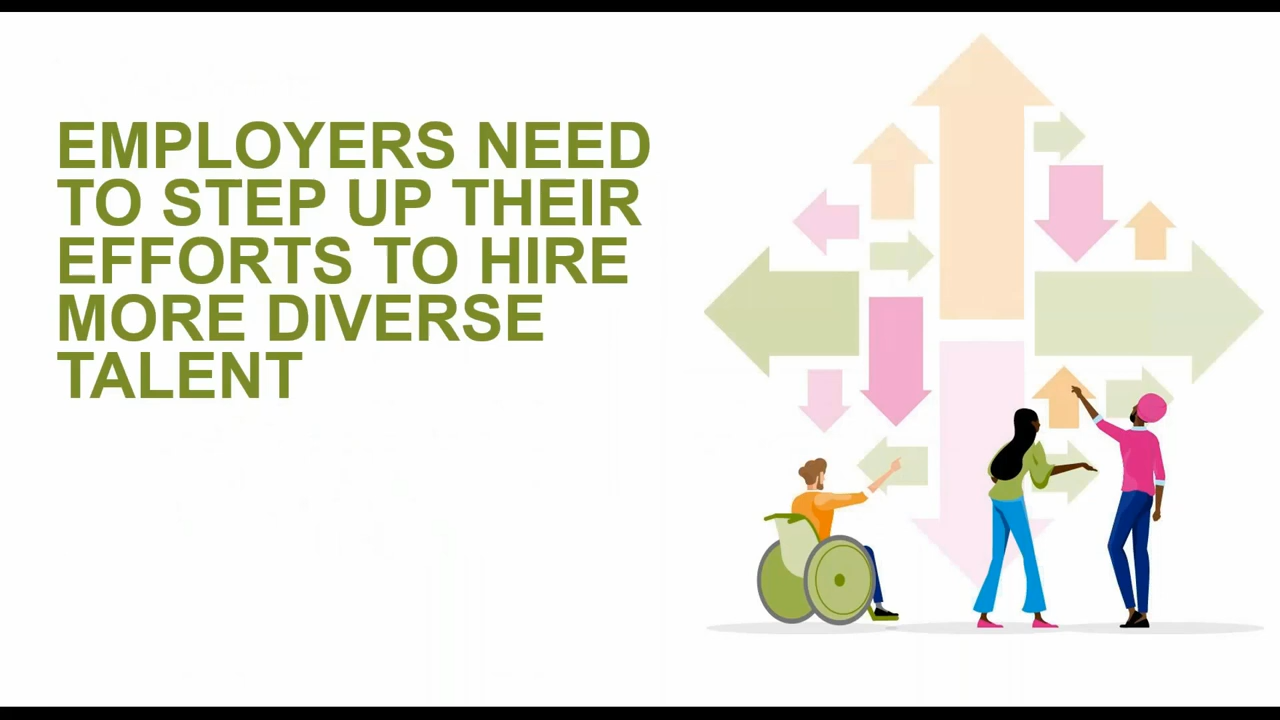 EMPLOYERS NEED
TO STEP UP THEIR
EFFORTS TO HIRE
MORE DIVERSE
TALENT